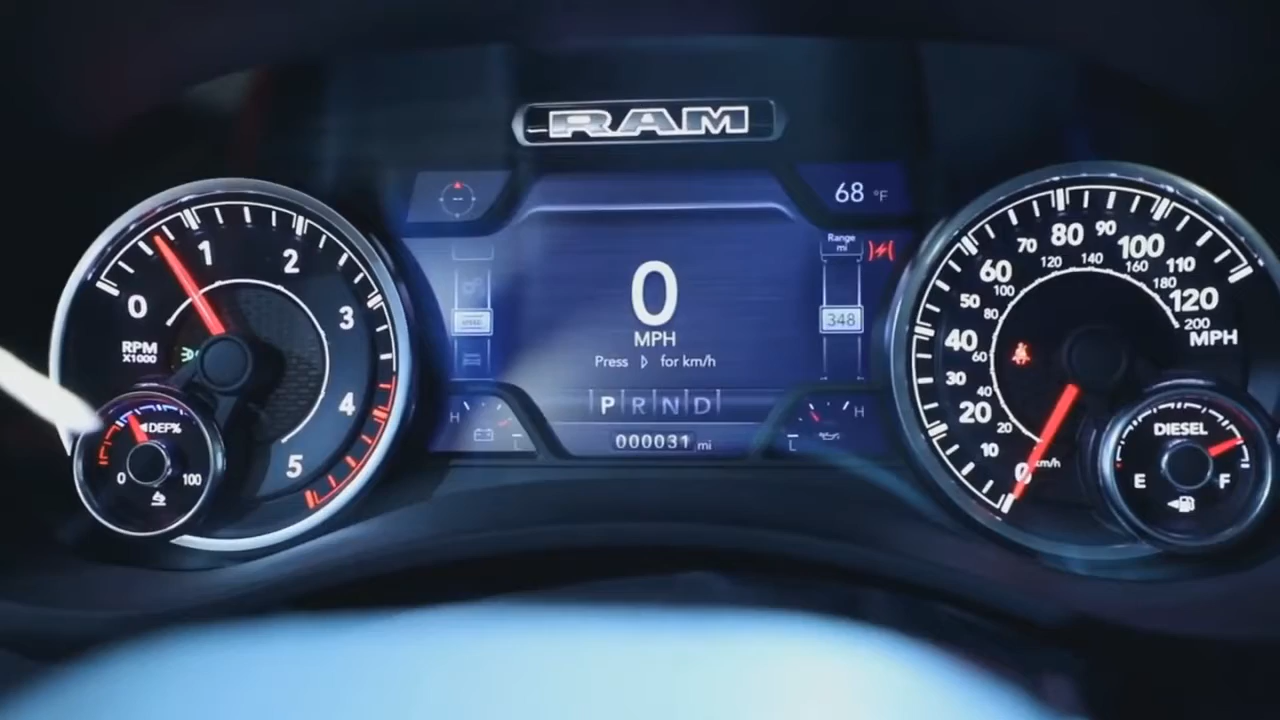 RAM
68 °F
Range
mi
348
0
MPH
Press ▷ for km/h
P R N D
000031 mi
H
L
H
L
0
1
2
3
4
5
RPM
X1000
DEF%
0
100
0
10
20
30
40
50
60
70
80
90
100
110
120
MPH
20
40
60
80
100
120
140
160
180
200
km/h
DIESEL
E
F